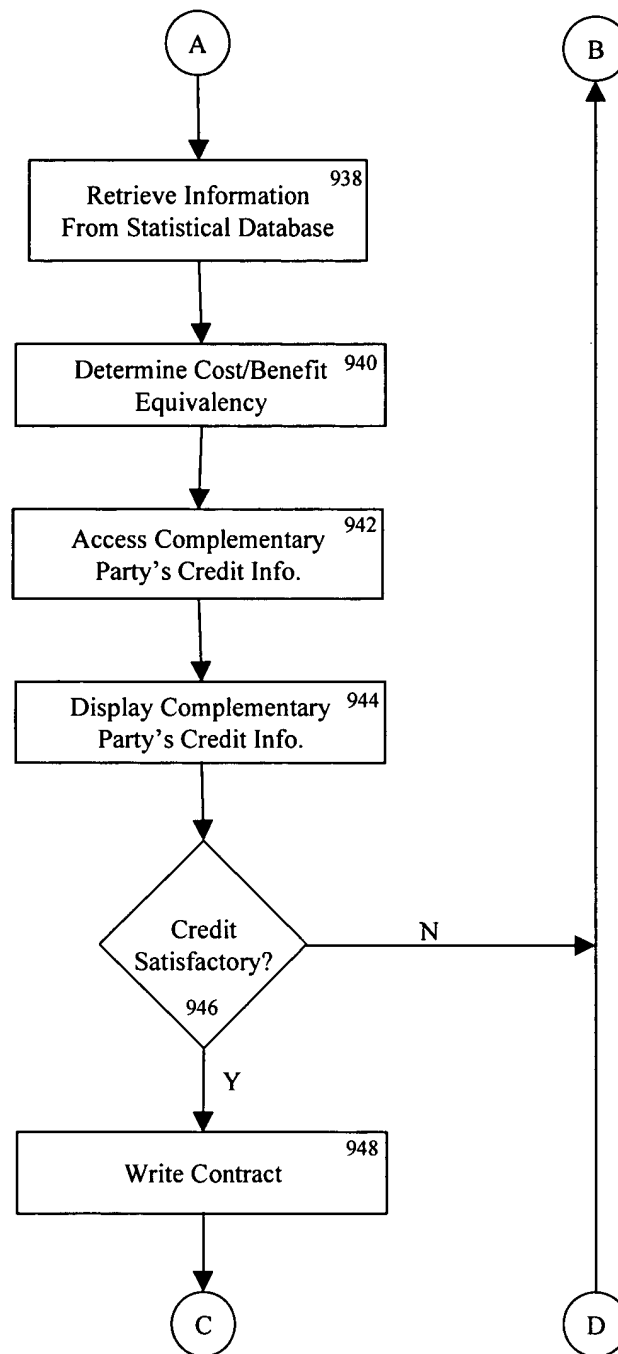 A
B
938
Retrieve Information
From Statistical Database
Determine Cost/Benefit 940
Equivalency
942
Access Complementary
Party's Credit Info.
Display Complementary 944
Party's Credit Info.
Credit
Satisfactory?
946
N
Y
948
Write Contract
C
D